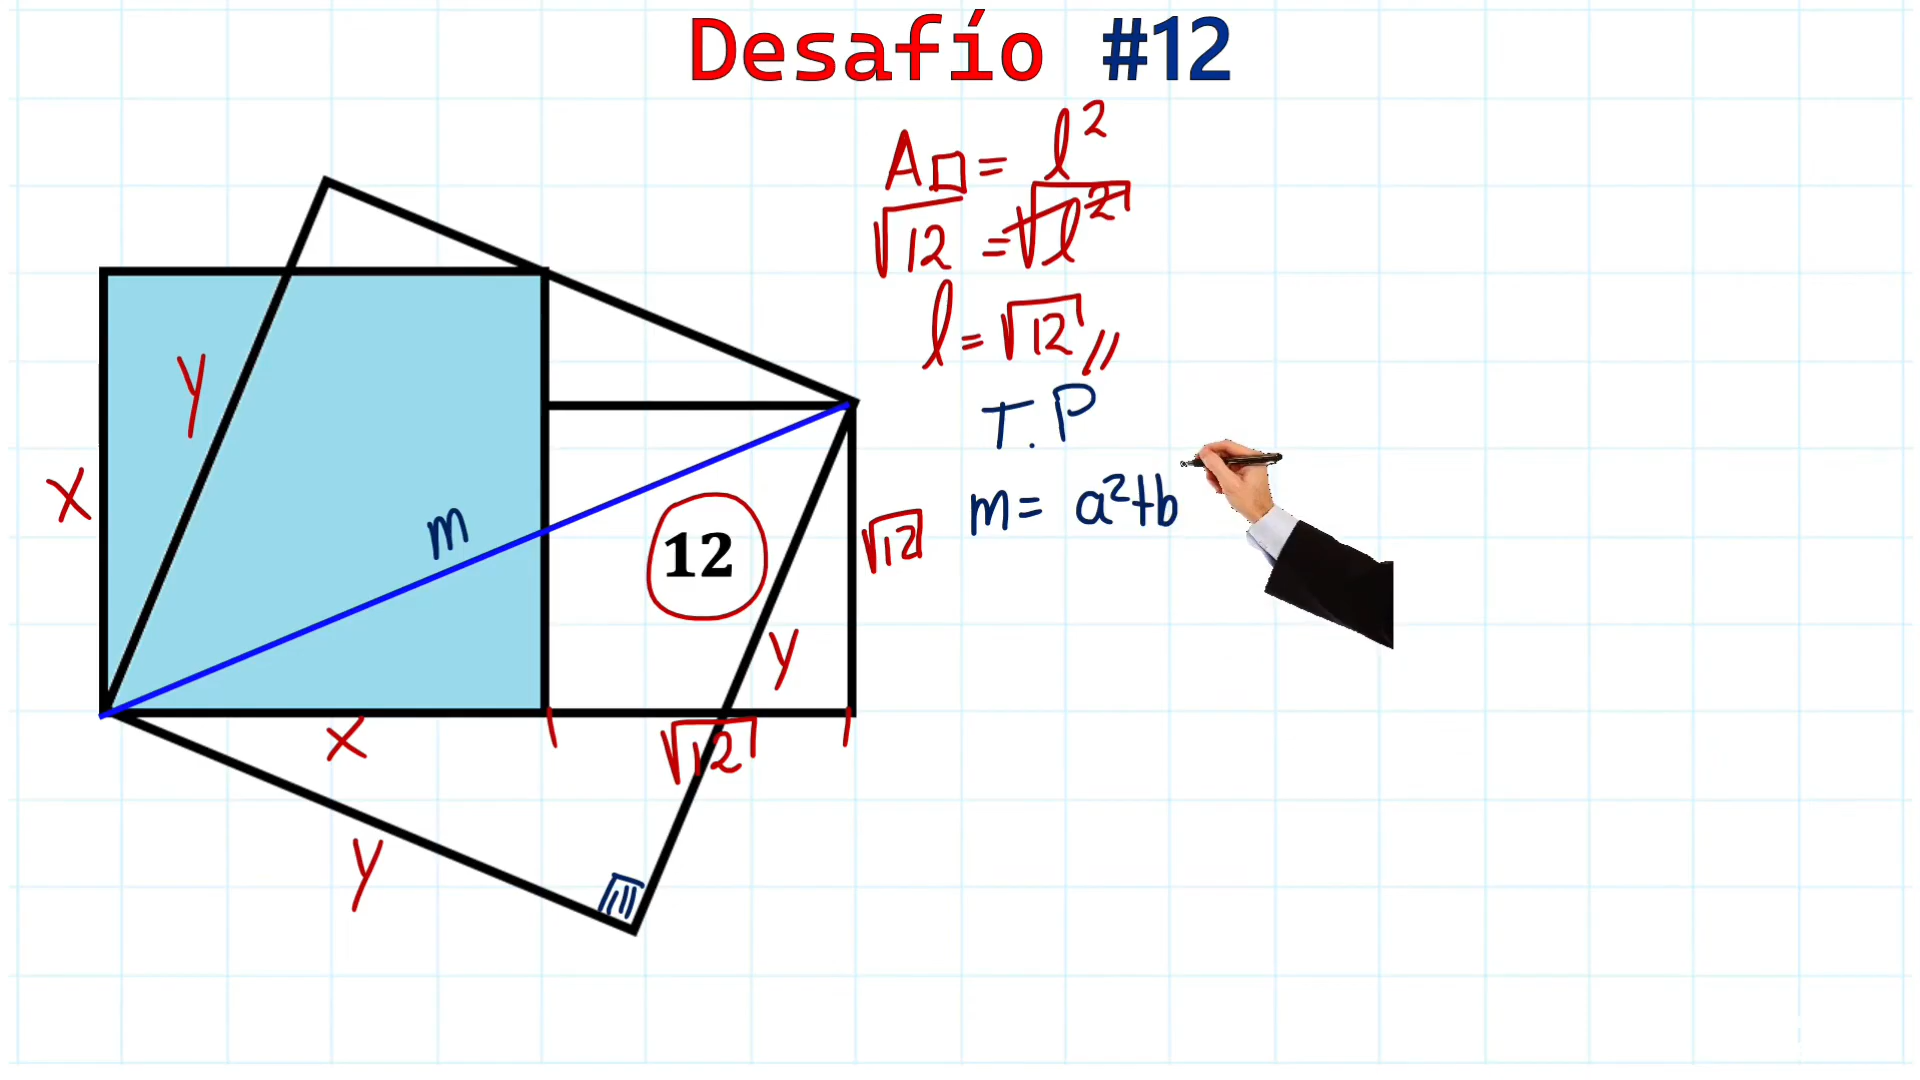 Desafío #12
A□ = l²
√12 = √l²
l = √12 //
T.P
m = a²+b
y
x
m
12
√12
y
x
√12
y